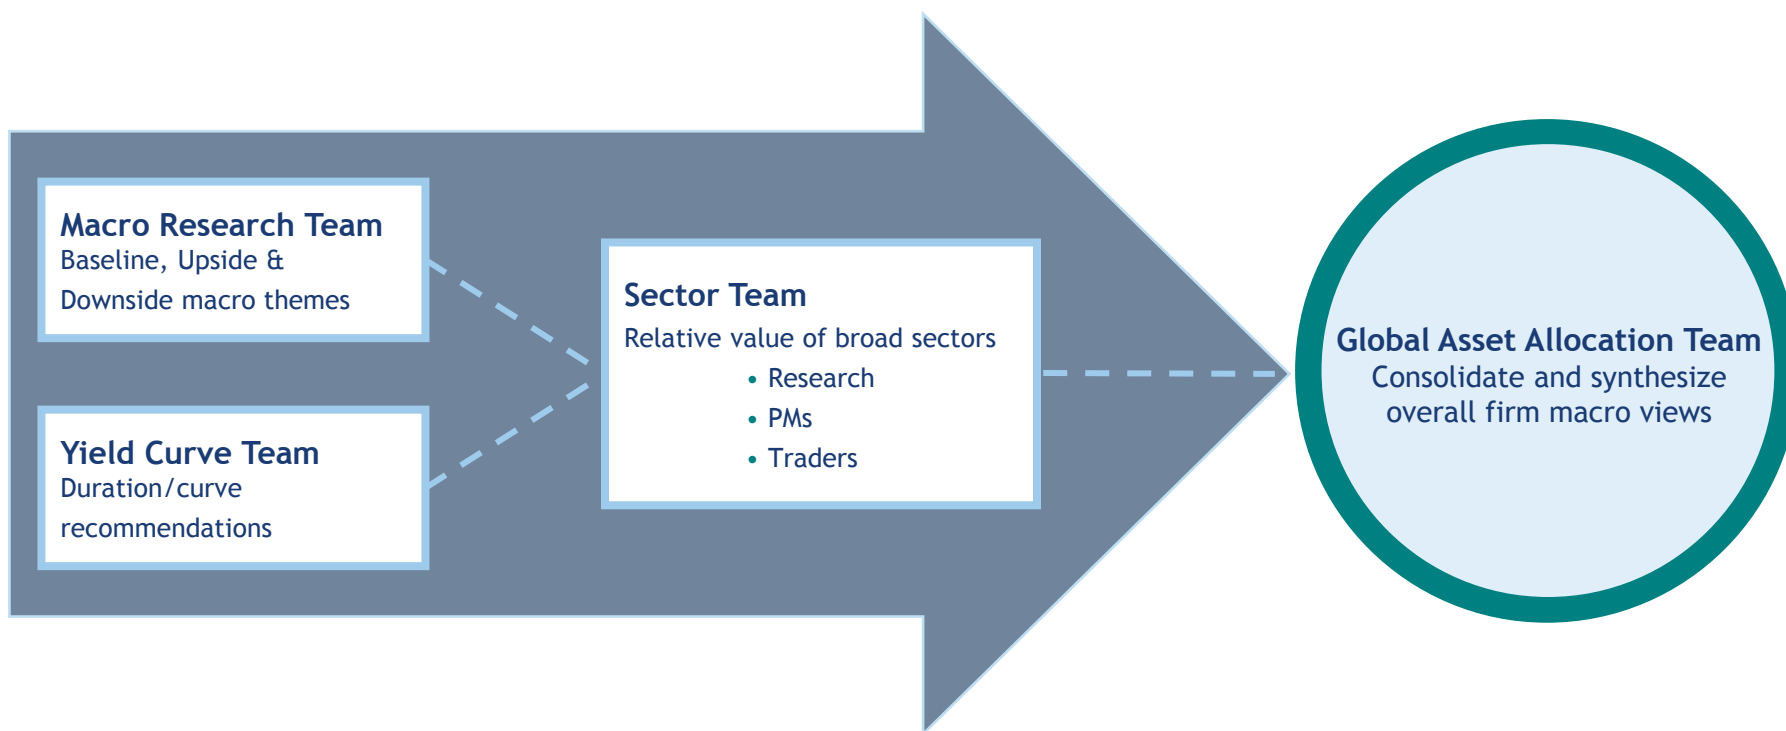 Macro Research Team
Baseline, Upside &
Downside macro themes
Yield Curve Team
Duration/curve
recommendations
Sector Team
Relative value of broad sectors
• Research
• PMs
• Traders
Global Asset Allocation Team
Consolidate and synthesize
overall firm macro views